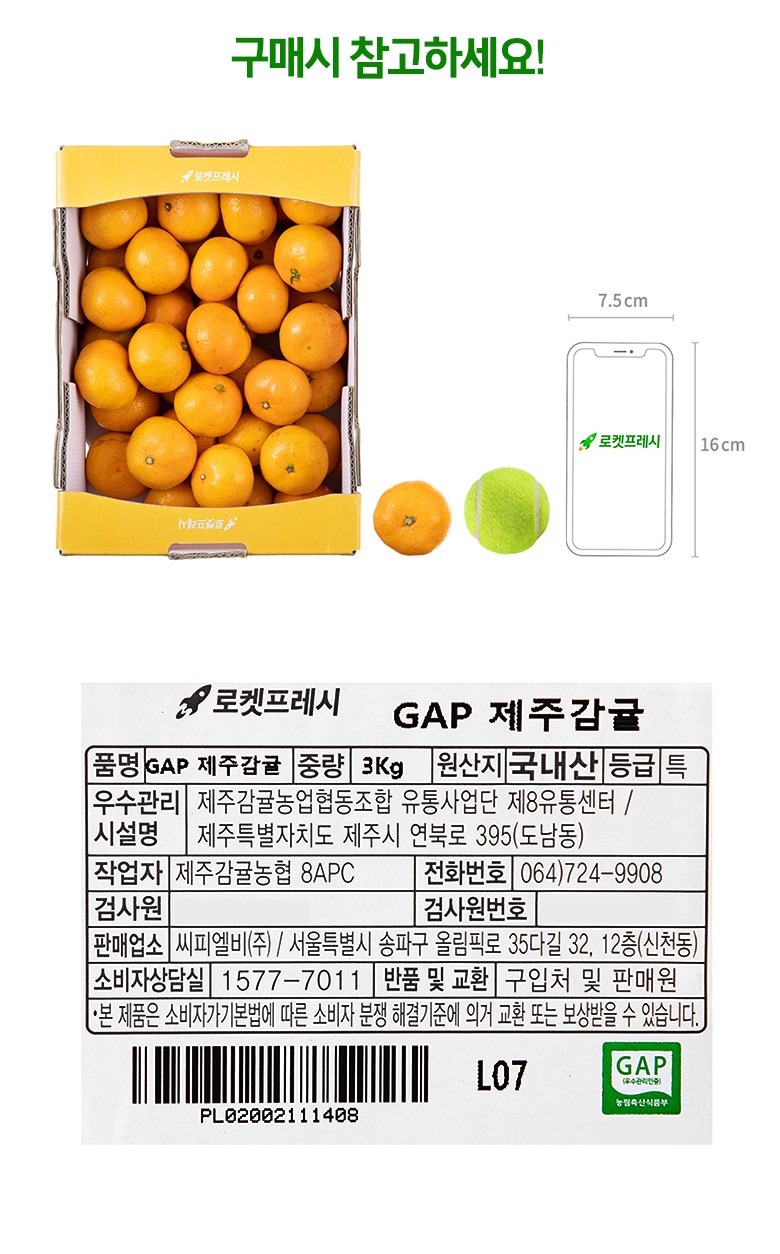 구매시 참고하세요!
로켓프레시
7.5cm
로켓프레시
16cm
로켓프레시
로켓프레시 GAP 제주감귤
품명 GAP 제주감귤 중량 3Kg 원산지 국내산 등급 특
우수관리 시설명 제주감귤농업협동조합 유통사업단 제8유통센터 /
제주특별자치도 제주시 연북로 395(도남동)
작업자 제주감귤농협 8APC 전화번호 064)724-9908
검사원 검사원번호
판매업소 씨피엘비(주) / 서울특별시 송파구 올림픽로 35다길 32, 12층(신천동)
소비자상담실 1577-7011 반품 및 교환 구입처 및 판매원
•본 제품은 소비자가기본법에 따른 소비자 분쟁 해결기준에 의거 교환 또는 보상받을 수 있습니다.
PL02002111408
L07
GAP
(우수관리인증)
농림축산식품부